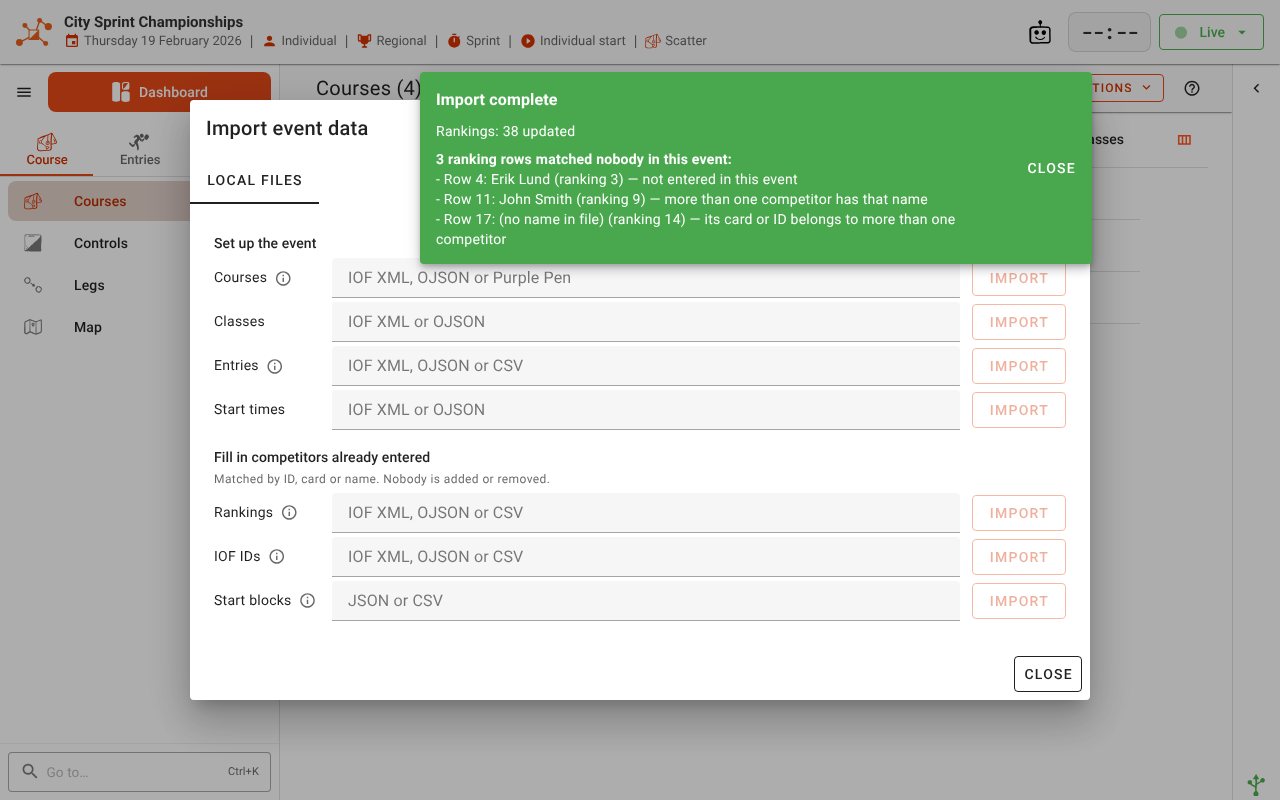 City Sprint Championships
Thursday 19 February 2026 | Individual | Regional | Sprint | Individual start | Scatter
--:--
Live
Dashboard
Courses (4)
TIONS
Course
Entries
sses
Courses
Controls
Legs
Map
Go to...
Ctrl+K
Import event data
LOCAL FILES
Import complete
Rankings: 38 updated
3 ranking rows matched nobody in this event:
- Row 4: Erik Lund (ranking 3) — not entered in this event
- Row 11: John Smith (ranking 9) — more than one competitor has that name
- Row 17: (no name in file) (ranking 14) — its card or ID belongs to more than one
competitor
CLOSE
Set up the event
Courses IOF XML, OJSON or Purple Pen IMPORT
Classes IOF XML or OJSON IMPORT
Entries IOF XML, OJSON or CSV IMPORT
Start times IOF XML or OJSON IMPORT
Fill in competitors already entered
Matched by ID, card or name. Nobody is added or removed.
Rankings IOF XML, OJSON or CSV IMPORT
IOF IDs IOF XML, OJSON or CSV IMPORT
Start blocks JSON or CSV IMPORT
CLOSE